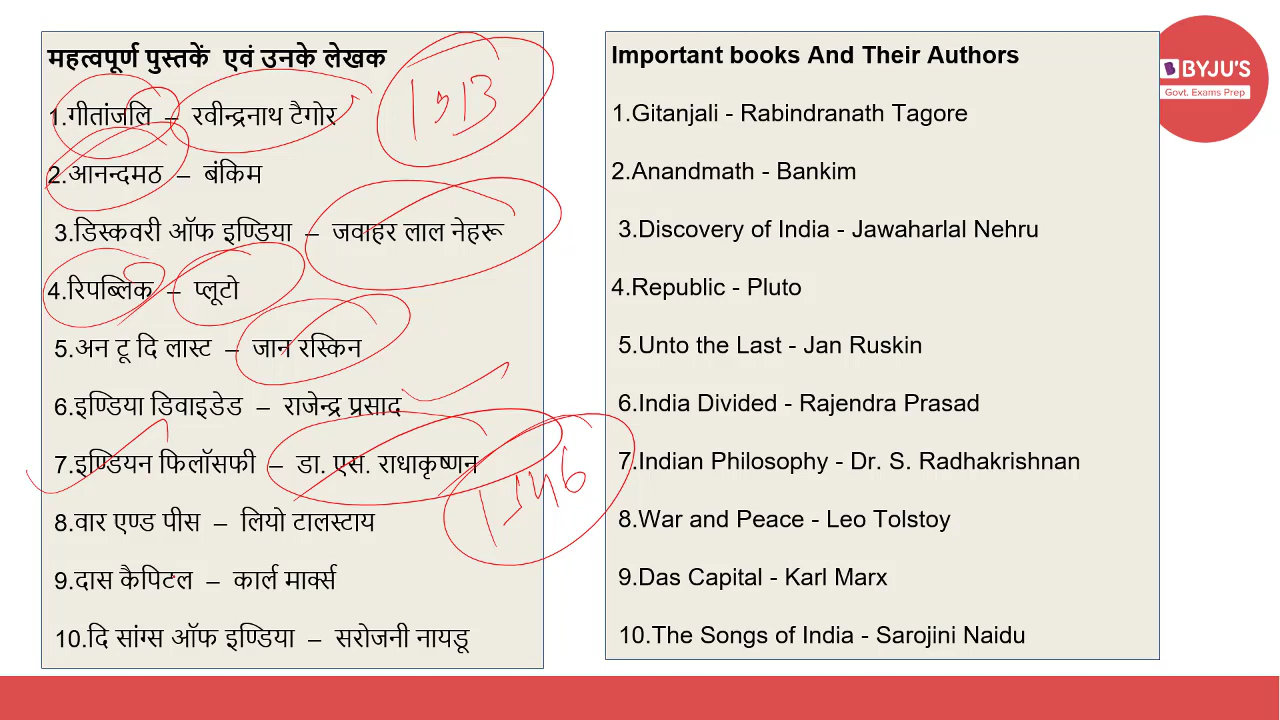 महत्वपूर्ण पुस्तकें एवं उनके लेखक
1.गीतांजलि – रवीन्द्रनाथ टैगोर
2.आनन्दमठ – बंकिम
3.डिस्कवरी ऑफ इण्डिया – जवाहर लाल नेहरू
4.रिपब्लिक – प्लूटो
5.अन टू दि लास्ट – जान रस्किन
6.इण्डिया डिवाइडेड – राजेन्द्र प्रसाद
7.इण्डियन फिलॉसफी – डा. एस. राधाकृष्णन
8.वार एण्ड पीस – लियो टालस्टाय
9.दास कैपिटल – कार्ल मार्क्स
10.दि सांग्स ऑफ इण्डिया – सरोजनी नायडू
Important books And Their Authors
1.Gitanjali - Rabindranath Tagore
2.Anandmath - Bankim
3.Discovery of India - Jawaharlal Nehru
4.Republic - Pluto
5.Unto the Last - Jan Ruskin
6.India Divided - Rajendra Prasad
7.Indian Philosophy - Dr. S. Radhakrishnan
8.War and Peace - Leo Tolstoy
9.Das Capital - Karl Marx
10.The Songs of India - Sarojini Naidu
BYJU'S
Govt. Exams Prep